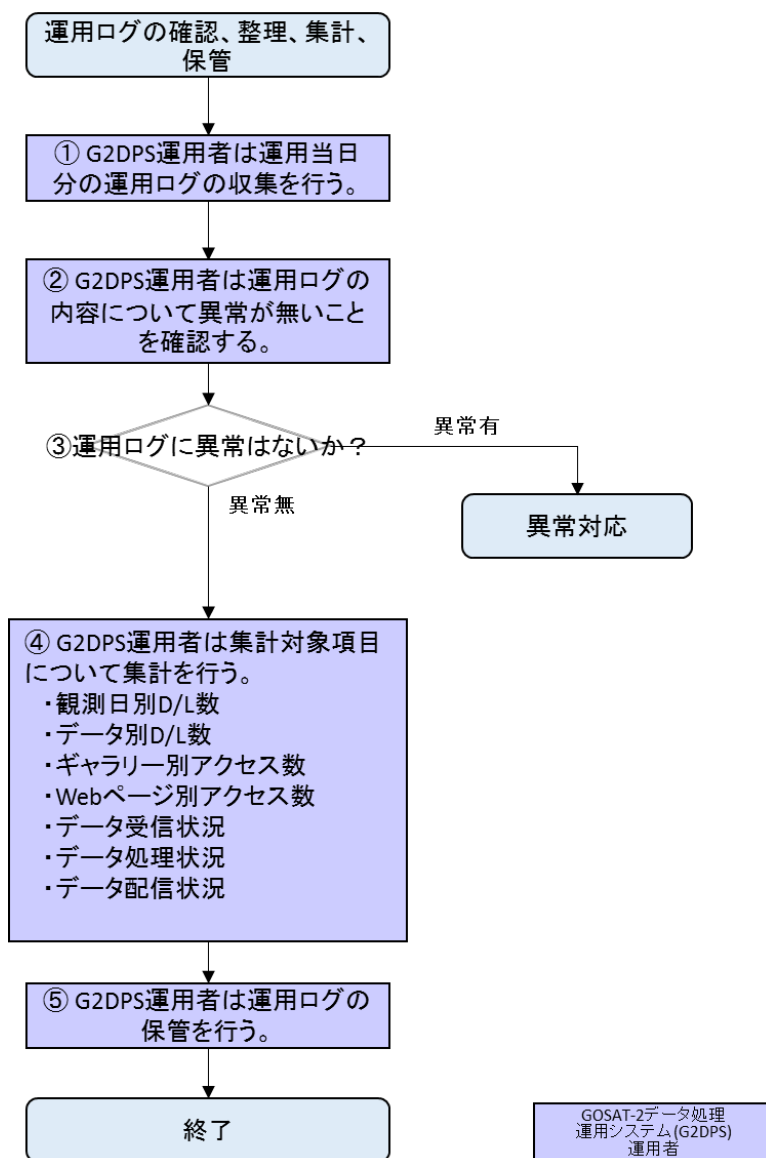 運用ログの確認、整理、集計、
保管
① G2DPS運用者は運用当日
分の運用ログの収集を行う。
② G2DPS運用者は運用ログの
内容について異常が無いこと
を確認する。
③運用ログに異常はないか？
異常有
異常無
異常対応
④ G2DPS運用者は集計対象項目
について集計を行う。
・観測日別D/L数
・データ別D/L数
・ギャラリー別アクセス数
・Webページ別アクセス数
・データ受信状況
・データ処理状況
・データ配信状況
⑤ G2DPS運用者は運用ログの
保管を行う。
終了
GOSAT-2データ処理
運用システム(G2DPS)
運用者